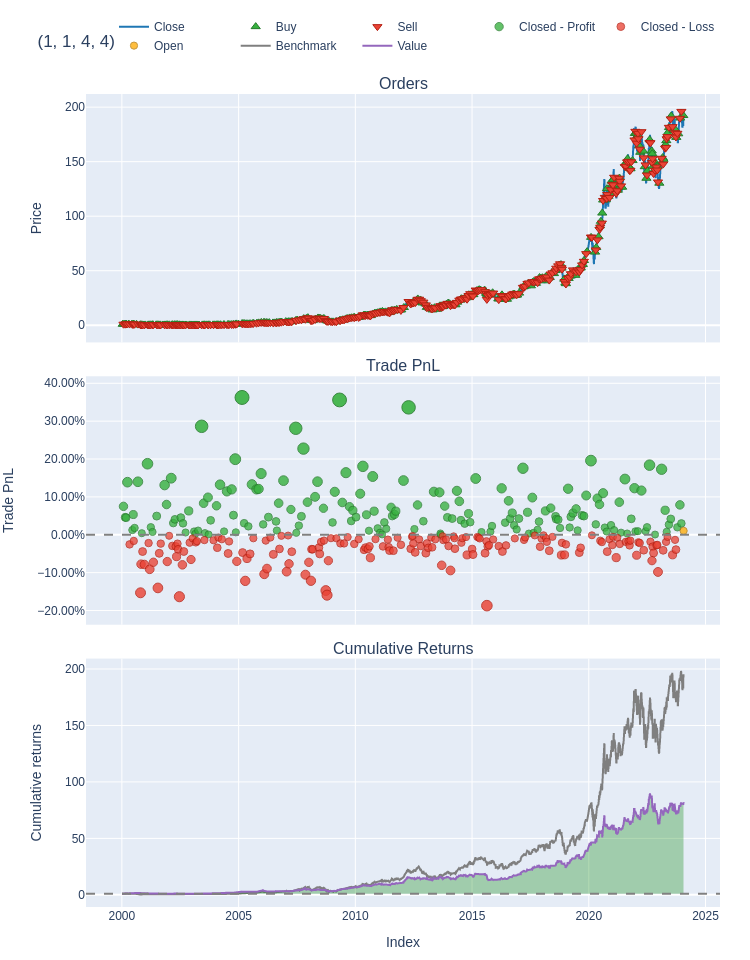 (1, 1, 4, 4)
Close Buy Sell Closed - Profit Closed - Loss
Open Benchmark Value
Orders
200
150
100
50
0
Price
Trade PnL
40.00%
30.00%
20.00%
10.00%
0.00%
−10.00%
−20.00%
Trade PnL
Cumulative Returns
200
150
100
50
0
Cumulative returns
2000 2005 2010 2015 2020 2025
Index